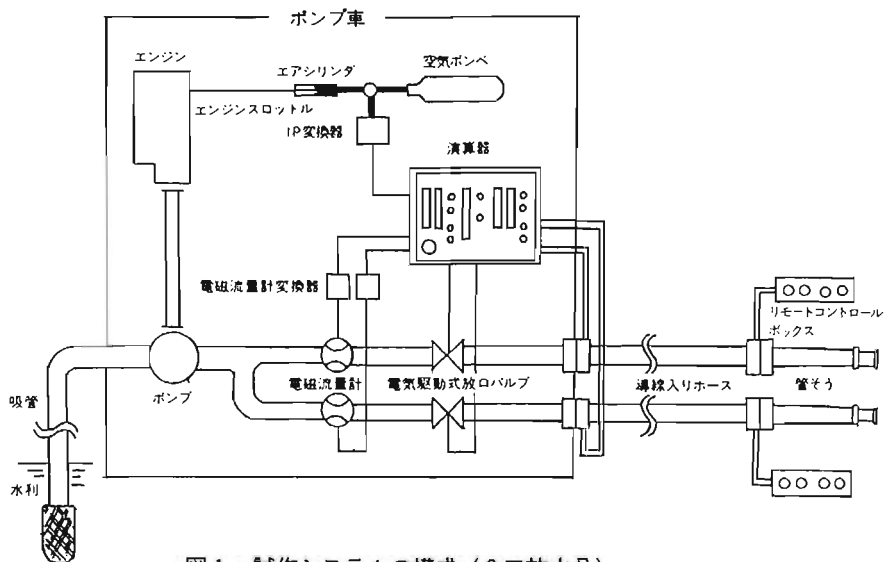 ポンプ車
エンジン
エアシリンダ
空気ボンベ
エンジンスロットル
IP変換器
演算器
電磁流量計変換器
リモートコントロール
ボックス
吸管
ポンプ
電磁流量計
電気駆動式放口バルブ
導線入りホース
管そう
水利